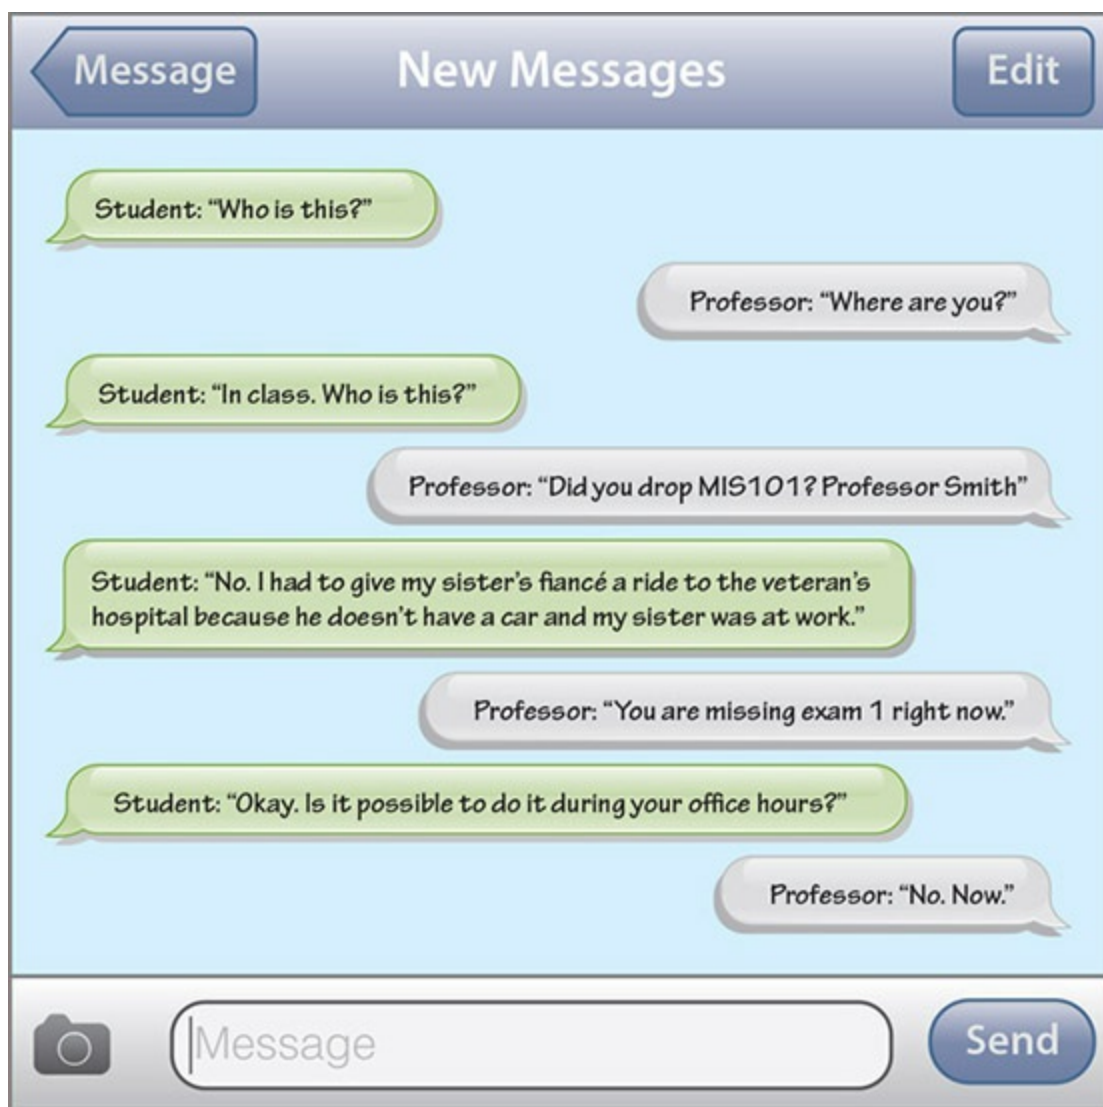 Message
New Messages
Edit
Student: “Who is this?”
Professor: “Where are you?”
Student: “In class. Who is this?”
Professor: “Did you drop MIS101? Professor Smith”
Student: “No. I had to give my sister’s fiancé a ride to the veteran’s
hospital because he doesn’t have a car and my sister was at work.”
Professor: “You are missing exam 1 right now.”
Student: “Okay. Is it possible to do it during your office hours?”
Professor: “No. Now.”
Message
Send